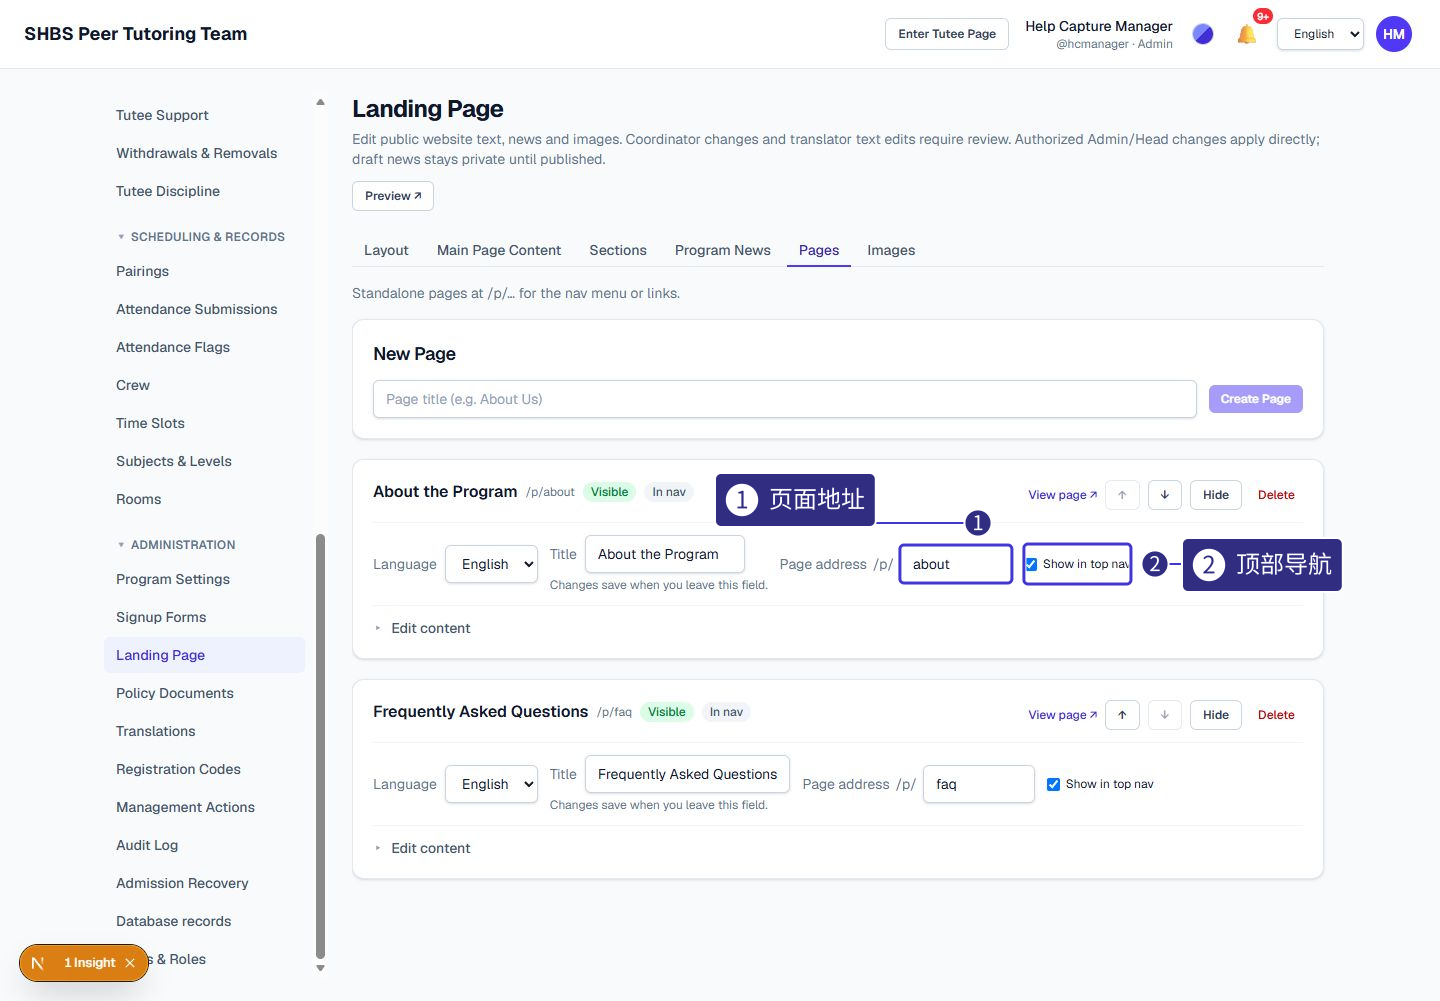 SHBS Peer Tutoring Team
Enter Tutee Page
Help Capture Manager
@hcmanager · Admin
9+
English
HM
Tutee Support
Withdrawals & Removals
Tutee Discipline
SCHEDULING & RECORDS
Pairings
Attendance Submissions
Attendance Flags
Crew
Time Slots
Subjects & Levels
Rooms
ADMINISTRATION
Program Settings
Signup Forms
Landing Page
Policy Documents
Translations
Registration Codes
Management Actions
Audit Log
Admission Recovery
Database records
& Roles
1 Insight
Landing Page
Edit public website text, news and images. Coordinator changes and translator text edits require review. Authorized Admin/Head changes apply directly;
draft news stays private until published.
Preview ↗
Layout Main Page Content Sections Program News Pages Images
Standalone pages at /p/… for the nav menu or links.
New Page
Page title (e.g. About Us)
Create Page
About the Program /p/about Visible In nav
1 页面地址
View page ↗ ↑ ↓ Hide Delete
1
Language English Title About the Program Page address /p/ about Show in top nav
2 2 顶部导航
Changes save when you leave this field.
Edit content
Frequently Asked Questions /p/faq Visible In nav View page ↗ ↑ ↓ Hide Delete
Language English Title Frequently Asked Questions Page address /p/ faq Show in top nav
Changes save when you leave this field.
Edit content